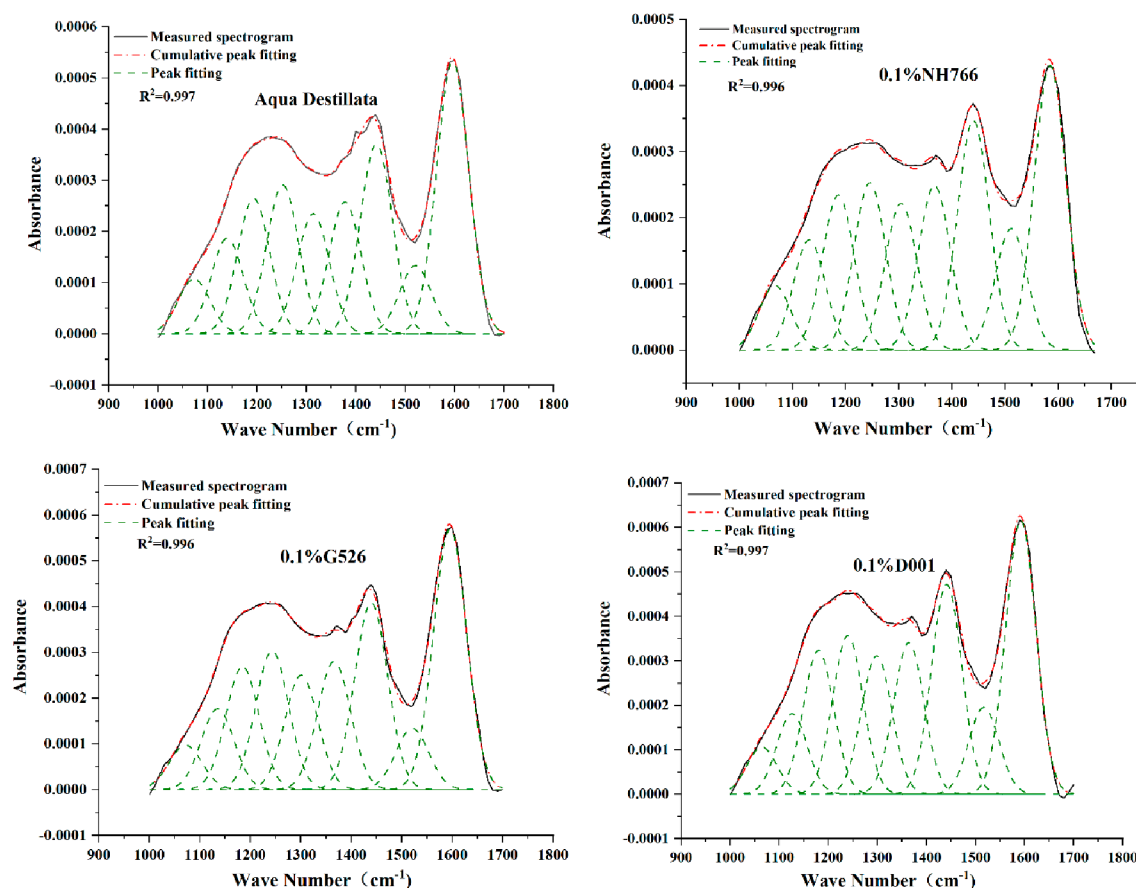 0.0006
0.0005
0.0004
0.0003
0.0002
0.0001
0.0000
-0.0001
Absorbance
Measured spectrogram
Cumulative peak fitting
Peak fitting
R²=0.997
Aqua Destillata
900 1000 1100 1200 1300 1400 1500 1600 1700 1800
Wave Number（cm⁻¹)
0.0005
0.0004
0.0003
0.0002
0.0001
0.0000
Absorbance
Measured spectrogram
Cumulative peak fitting
Peak fitting
0.1%NH766
R²=0.996
900 1000 1100 1200 1300 1400 1500 1600 1700
Wave Number（cm⁻¹)
0.0007
0.0006
0.0005
0.0004
0.0003
0.0002
0.0001
0.0000
-0.0001
Absorbance
Measured spectrogram
Cumulative peak fitting
Peak fitting
R²=0.996
0.1%G526
900 1000 1100 1200 1300 1400 1500 1600 1700 1800
Wave Number（cm⁻¹)
0.0007
0.0006
0.0005
0.0004
0.0003
0.0002
0.0001
0.0000
-0.0001
Absorbance
Measured spectrogram
Cumulative peak fitting
Peak fitting
R²=0.997
0.1%D001
900 1000 1100 1200 1300 1400 1500 1600 1700 1800
Wave Number（cm⁻¹)